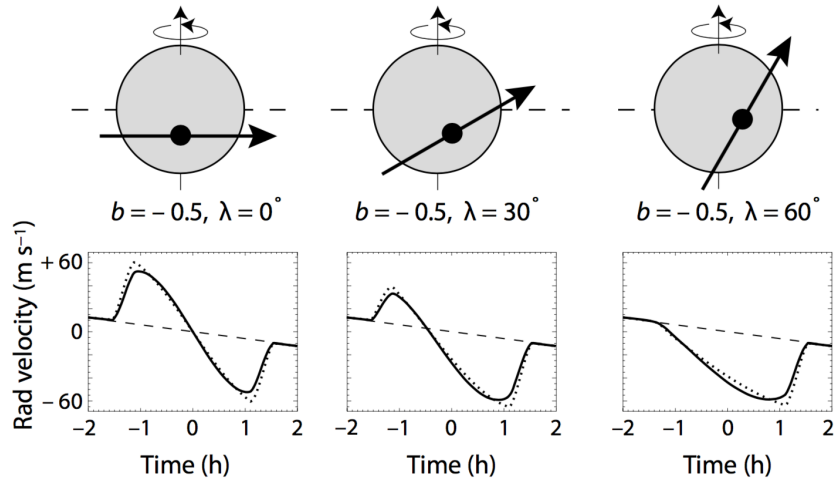 b = − 0.5, λ = 0° b = − 0.5, λ = 30° b = − 0.5, λ = 60°
Rad velocity (m s⁻¹)
+ 60
0
− 60
−2 −1 0 1 2 −2 −1 0 1 2 −2 −1 0 1 2
Time (h) Time (h) Time (h)